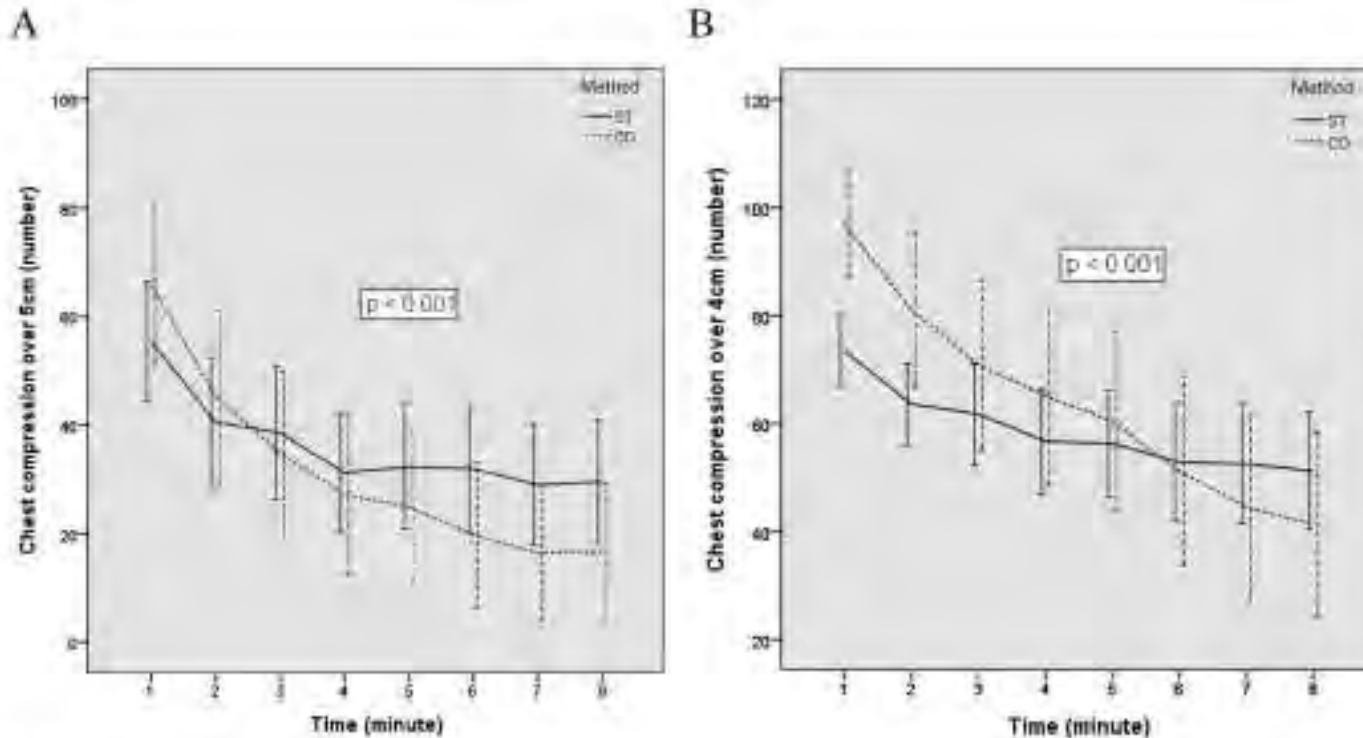 A
B
Method
ST
CD
Method
ST
CD
p < 0.001
p < 0.001
Chest compression over 5cm (number)
100
80
60
40
20
0
Chest compression over 4cm (number)
120
100
80
60
40
20
1 2 3 4 5 6 7 8
1 2 3 4 5 6 7 8
Time (minute)
Time (minute)